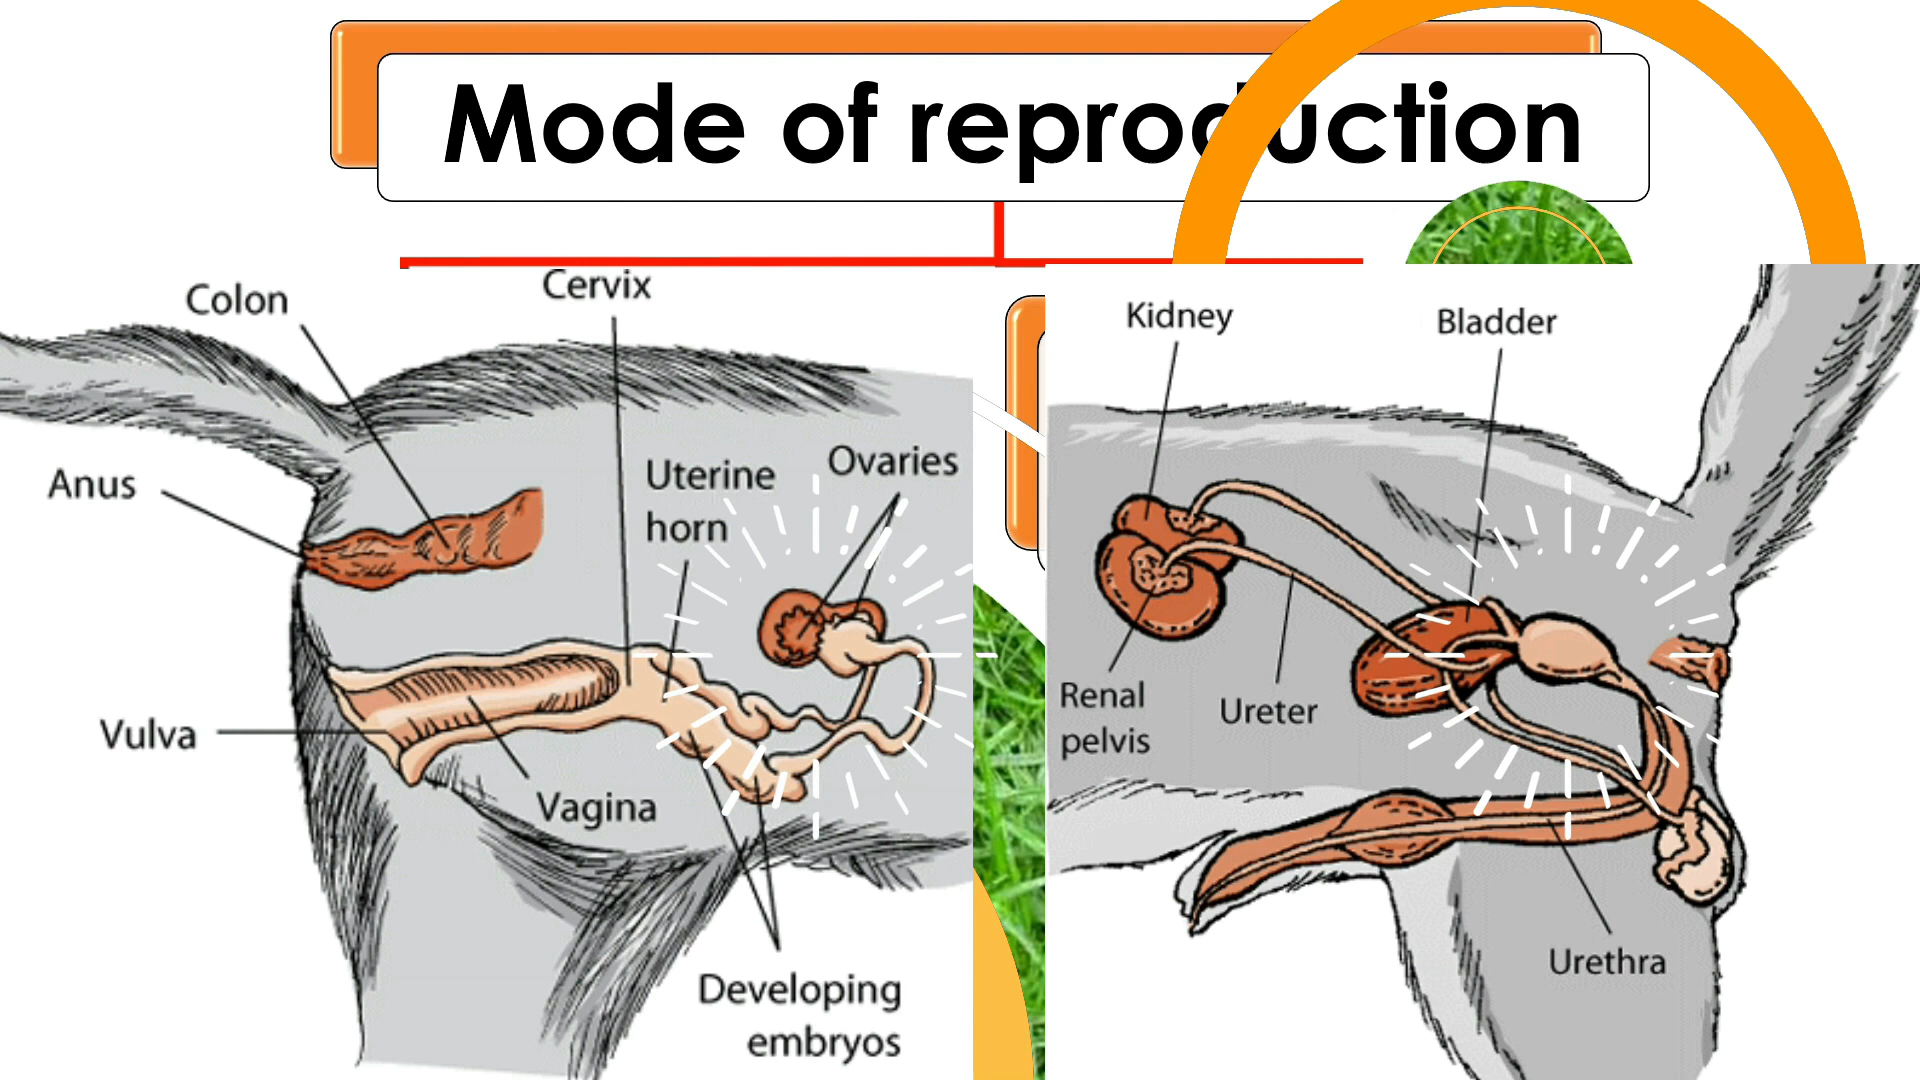 Mode of reproduction
Colon
Cervix
Anus
Uterine
horn
Ovaries
Vulva
Vagina
Developing
embryos
Kidney
Bladder
Renal
pelvis
Ureter
Urethra